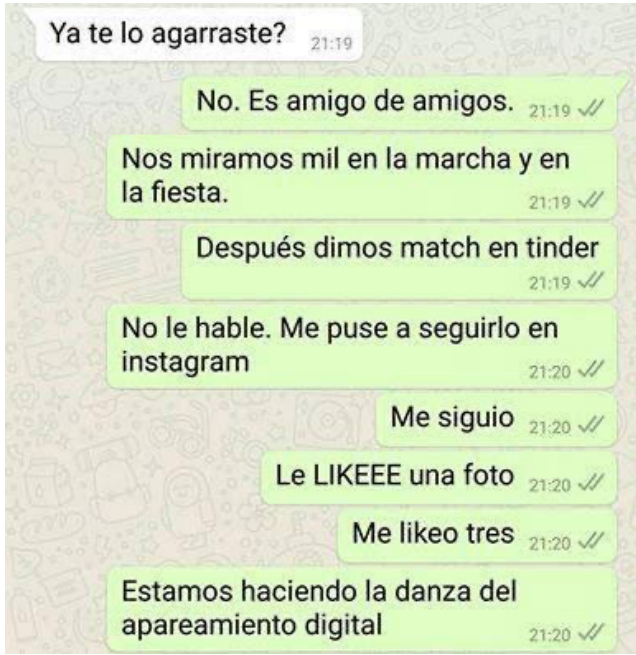 Ya te lo agarraste? 21:19
No. Es amigo de amigos. 21:19
Nos miramos mil en la marcha y en
la fiesta. 21:19
Después dimos match en tinder
21:19
No le hable. Me puse a seguirlo en
instagram 21:20
Me siguio 21:20
Le LIKEEE una foto 21:20
Me likeo tres 21:20
Estamos haciendo la danza del
apareamiento digital 21:20